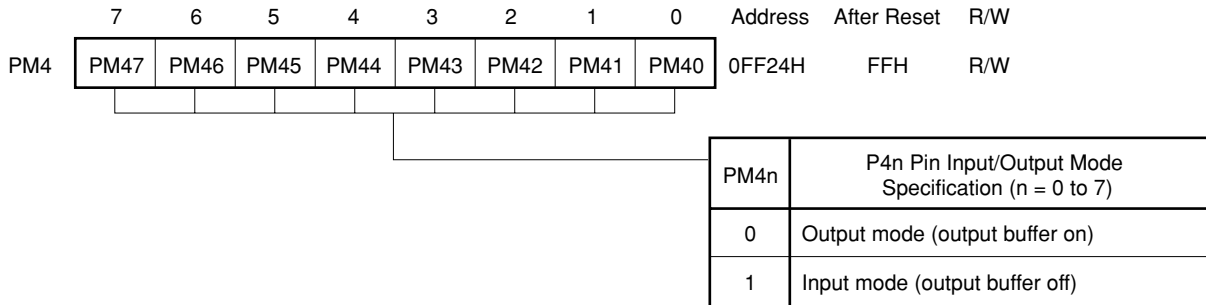 7 6 5 4 3 2 1 0 Address After Reset R/W
PM4 PM47 PM46 PM45 PM44 PM43 PM42 PM41 PM40 0FF24H FFH R/W
PM4n P4n Pin Input/Output Mode
Specification (n = 0 to 7)
0 Output mode (output buffer on)
1 Input mode (output buffer off)